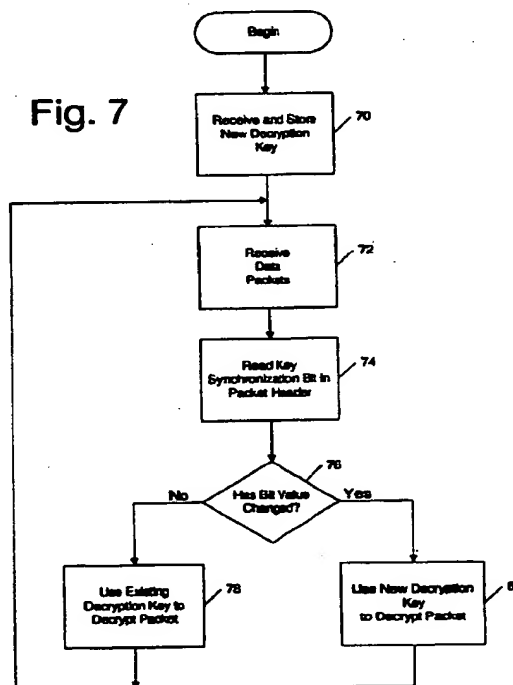 Begin
Fig. 7
Receive and Store
New Decryption
Key
70
Receive
Data
Packets
72
Read Key
Synchronization Bit in
Packet Header
74
76
No
Has Bit Value
Changed?
Yes
Use Existing
Decryption Key to
Decrypt Packet
78
Use New Decryption
Key
to Decrypt Packet